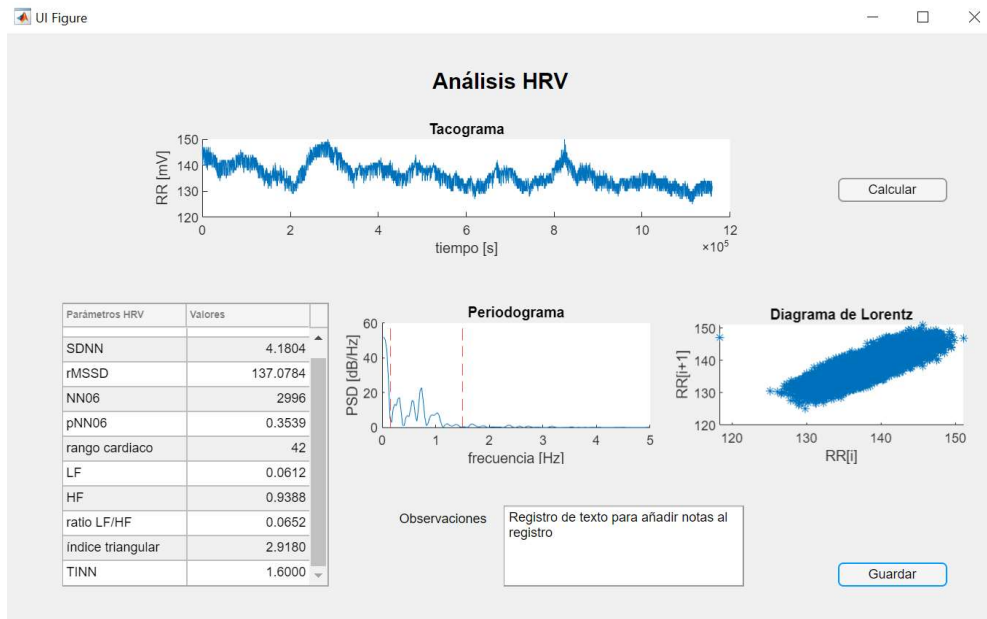 UI Figure
Análisis HRV
Tacograma
RR [mV]
150
140
130
120
0 2 4 6 8 10 12
×10^5
tiempo [s]
Calcular
Parámetros HRV Valores
SDNN 4.1804
rMSSD 137.0784
NN06 2996
pNN06 0.3539
rango cardiaco 42
LF 0.0612
HF 0.9388
ratio LF/HF 0.0652
índice triangular 2.9180
TINN 1.6000
Periodograma
PSD [dB/Hz]
60
40
20
0
0 1 2 3 4 5
frecuencia [Hz]
Diagrama de Lorentz
RR[i+1]
150
140
130
120
120 130 140 150
RR[i]
Observaciones
Registro de texto para añadir notas al
registro
Guardar